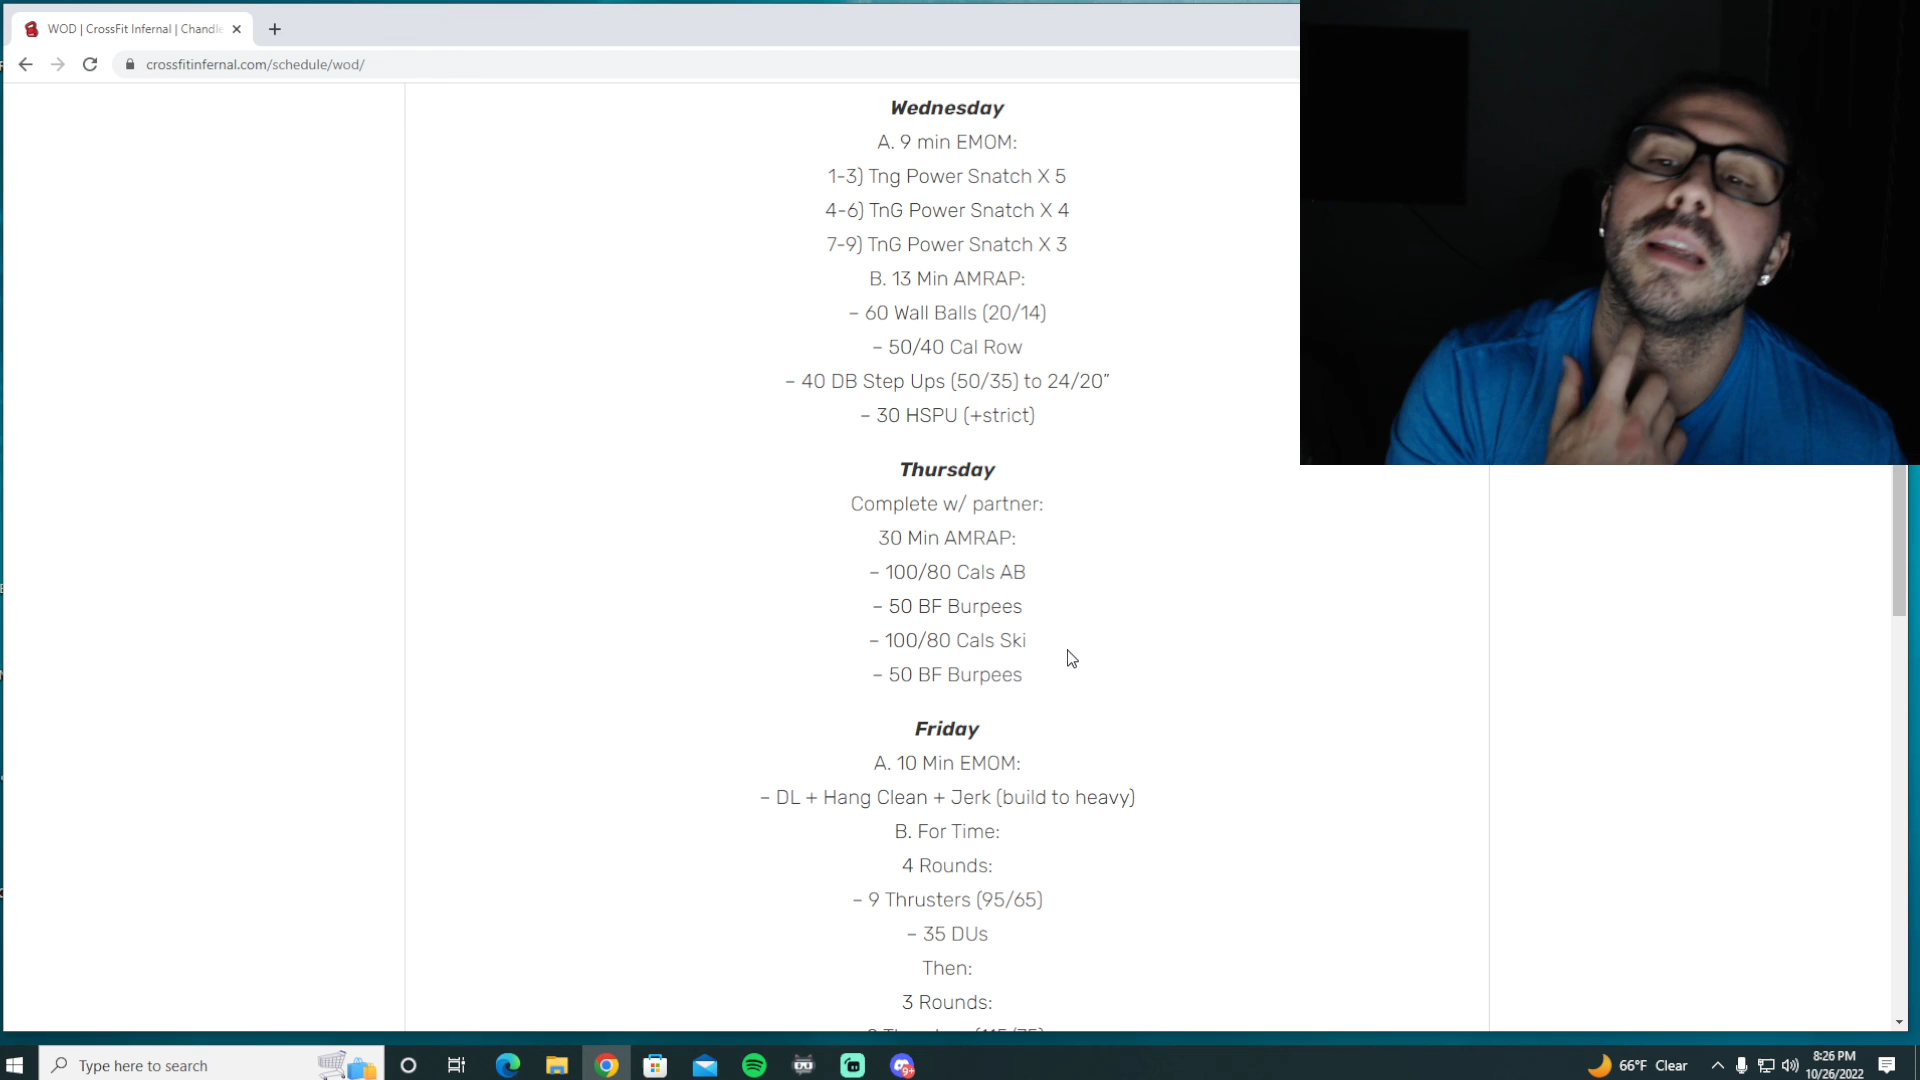 WOD | CrossFit Infernal | Chandle
crossfitinfernal.com/schedule/wod/
Wednesday
A. 9 min EMOM:
1-3) Tng Power Snatch X 5
4-6) TnG Power Snatch X 4
7-9) TnG Power Snatch X 3
B. 13 Min AMRAP:
– 60 Wall Balls (20/14)
– 50/40 Cal Row
– 40 DB Step Ups (50/35) to 24/20”
– 30 HSPU (+strict)
Thursday
Complete w/ partner:
30 Min AMRAP:
– 100/80 Cals AB
– 50 BF Burpees
– 100/80 Cals Ski
– 50 BF Burpees
Friday
A. 10 Min EMOM:
– DL + Hang Clean + Jerk (build to heavy)
B. For Time:
4 Rounds:
– 9 Thrusters (95/65)
– 35 DUs
Then:
3 Rounds:
Type here to search
9+
66°F Clear
8:26 PM
10/26/2022